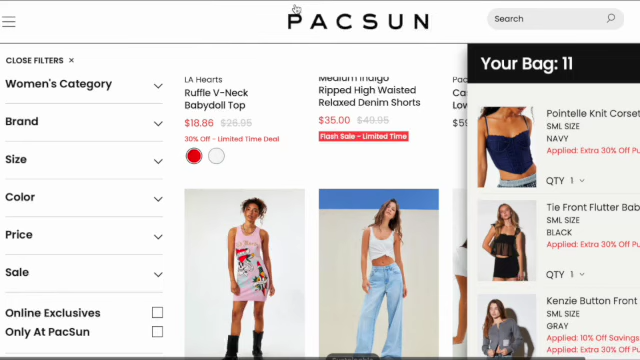 PACSUN
Search
CLOSE FILTERS ×
Women's Category
Brand
Size
Color
Price
Sale
Online Exclusives
Only At PacSun
LA Hearts
Ruffle V-Neck
Babydoll Top
$18.86 $26.95
30% Off - Limited Time Deal
Medium Indigo
Ripped High Waisted
Relaxed Denim Shorts
$35.00 $49.95
Flash Sale - Limited Time
Pac
Cas
Low
$59
Your Bag: 11
Pointelle Knit Corset
SML SIZE
NAVY
Applied: Extra 30% Pu
QTY 1
Tie Front Flutter Bab
SML SIZE
BLACK
Applied: Extra 30% Off Pu
QTY 1
Kenzie Button Front
SML SIZE
GRAY
Applied: 10% Off Savings
Applied: Extra 30% Off Pu